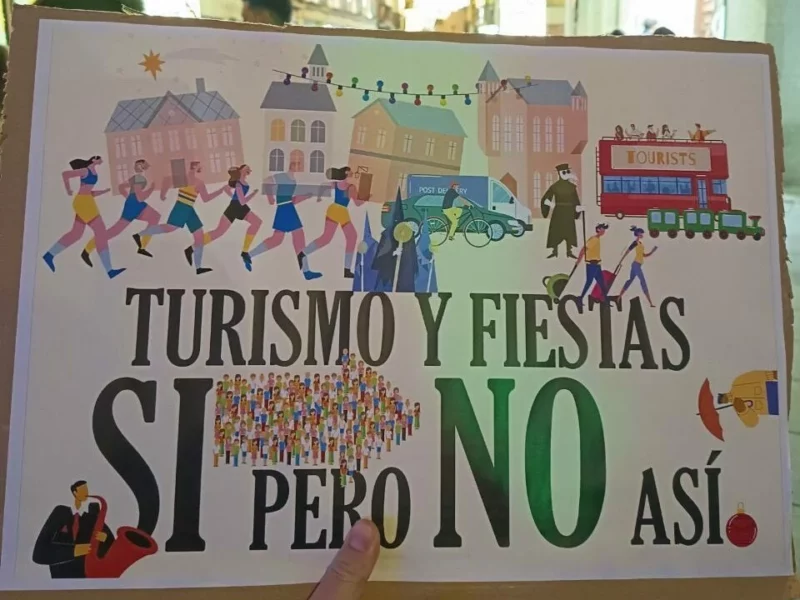 TOURISTS
POST DELIVERY
TURISMO Y FIESTAS
SI NO
PERO ASÍ